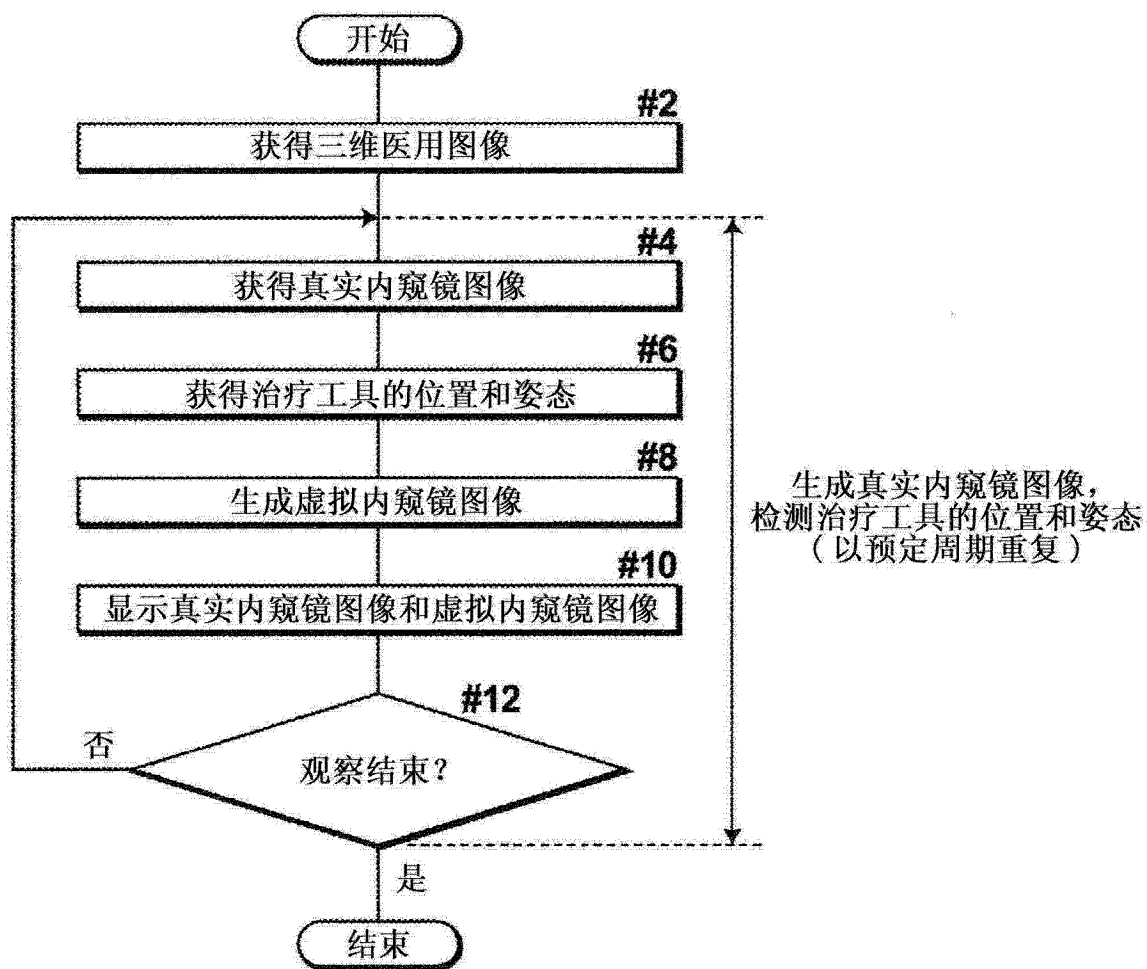 开始
#2
获得三维医用图像
#4
获得真实内窥镜图像
#6
获得治疗工具的位置和姿态
#8
生成虚拟内窥镜图像
#10
显示真实内窥镜图像和虚拟内窥镜图像
#12
观察结束?
否
是
结束
生成真实内窥镜图像，
检测治疗工具的位置和姿态
(以预定周期重复)